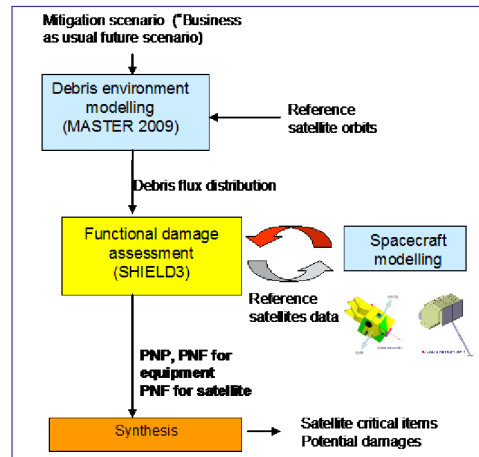 Mitigation scenario ("Business
as usual future scenario)
Debris environment
modelling
(MASTER 2009)
Reference
satellite orbits
Debris flux distribution
Functional damage
assessment
(SHIELD3)
Spacecraft
modelling
Reference
satellites data
PNP, PNF for
equipment
PNF for satellite
Synthesis
Satellite critical items
Potential damages